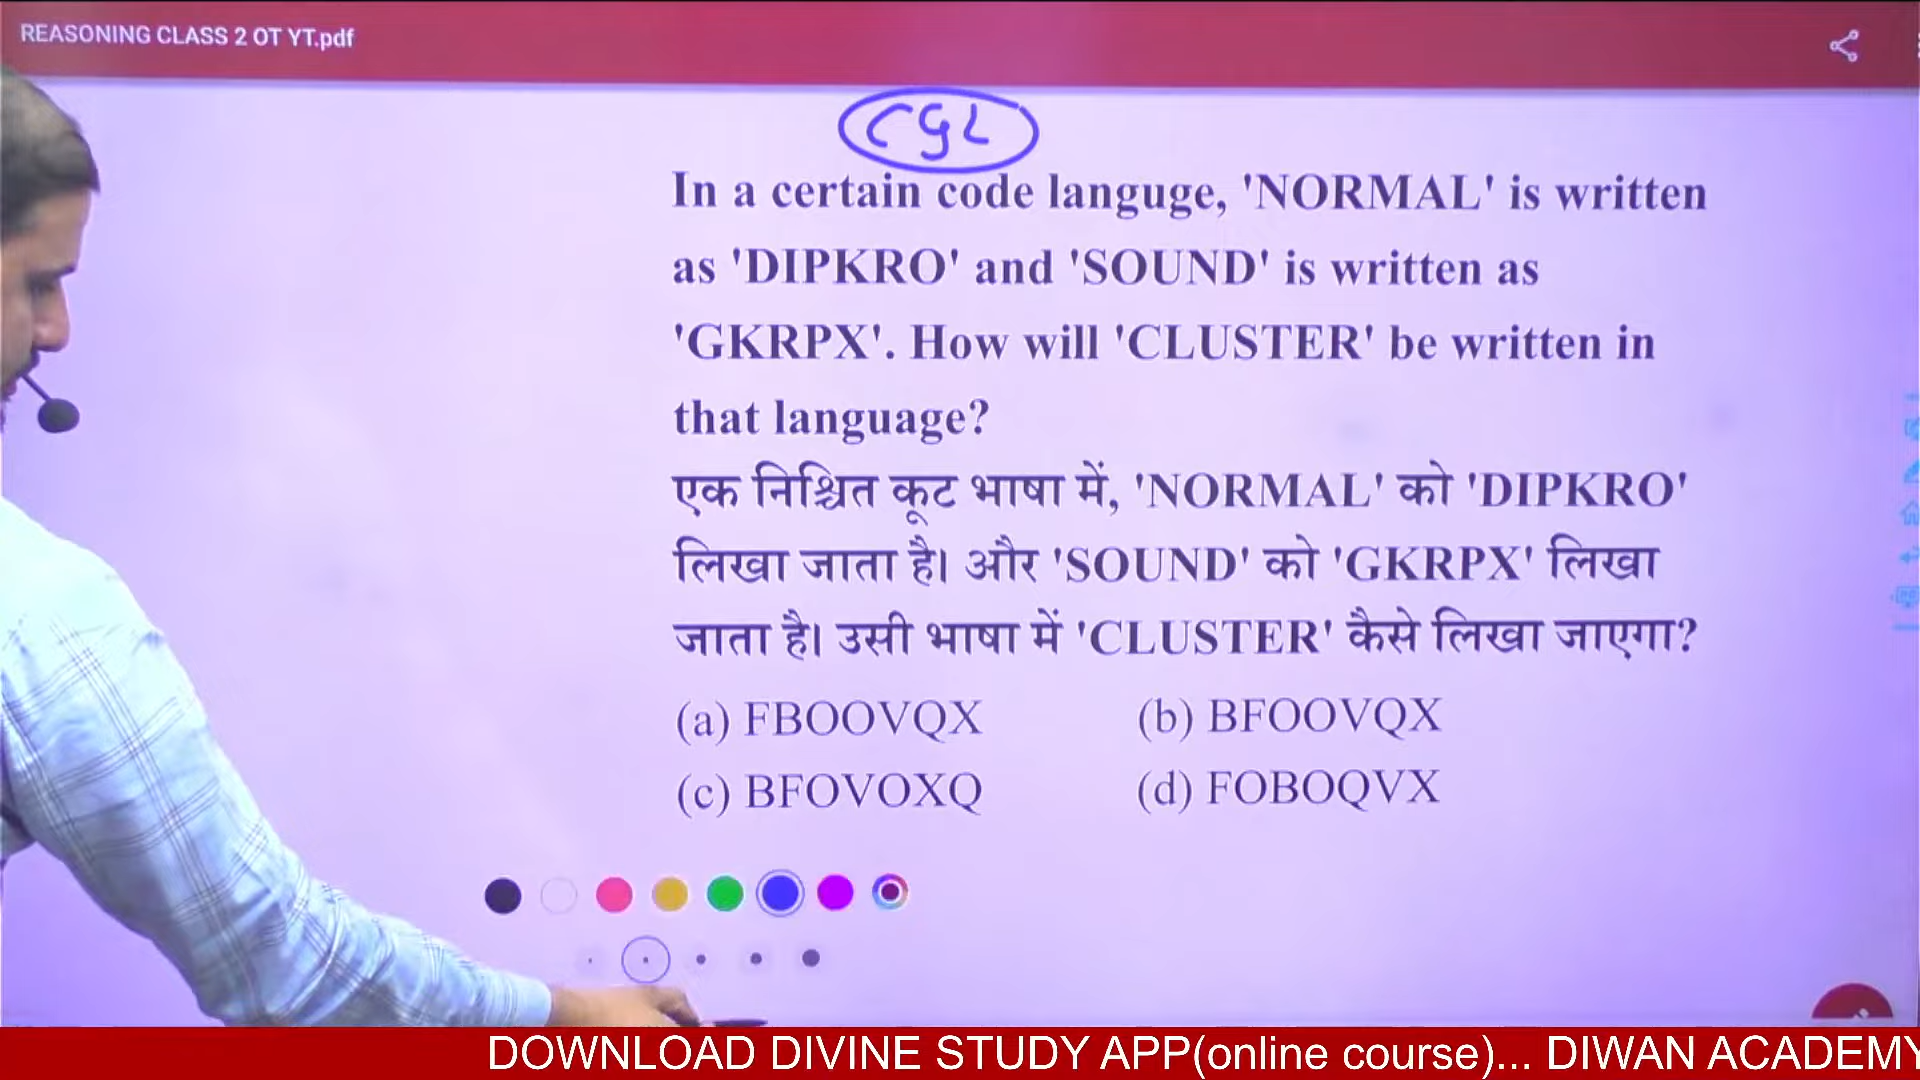 REASONING CLASS 2 OT YT.pdf
CGL
In a certain code languge, 'NORMAL' is written
as 'DIPKRO' and 'SOUND' is written as
'GKRPX'. How will 'CLUSTER' be written in
that language?
एक निश्चित कूट भाषा में, 'NORMAL' को 'DIPKRO'
लिखा जाता है। और 'SOUND' को 'GKRPX' लिखा
जाता है। उसी भाषा में 'CLUSTER' कैसे लिखा जाएगा?
(a) FBOOVQX (b) BFOOVQX
(c) BFOVOXQ (d) FOBOQVX
DOWNLOAD DIVINE STUDY APP(online course)... DIWAN ACADEMY